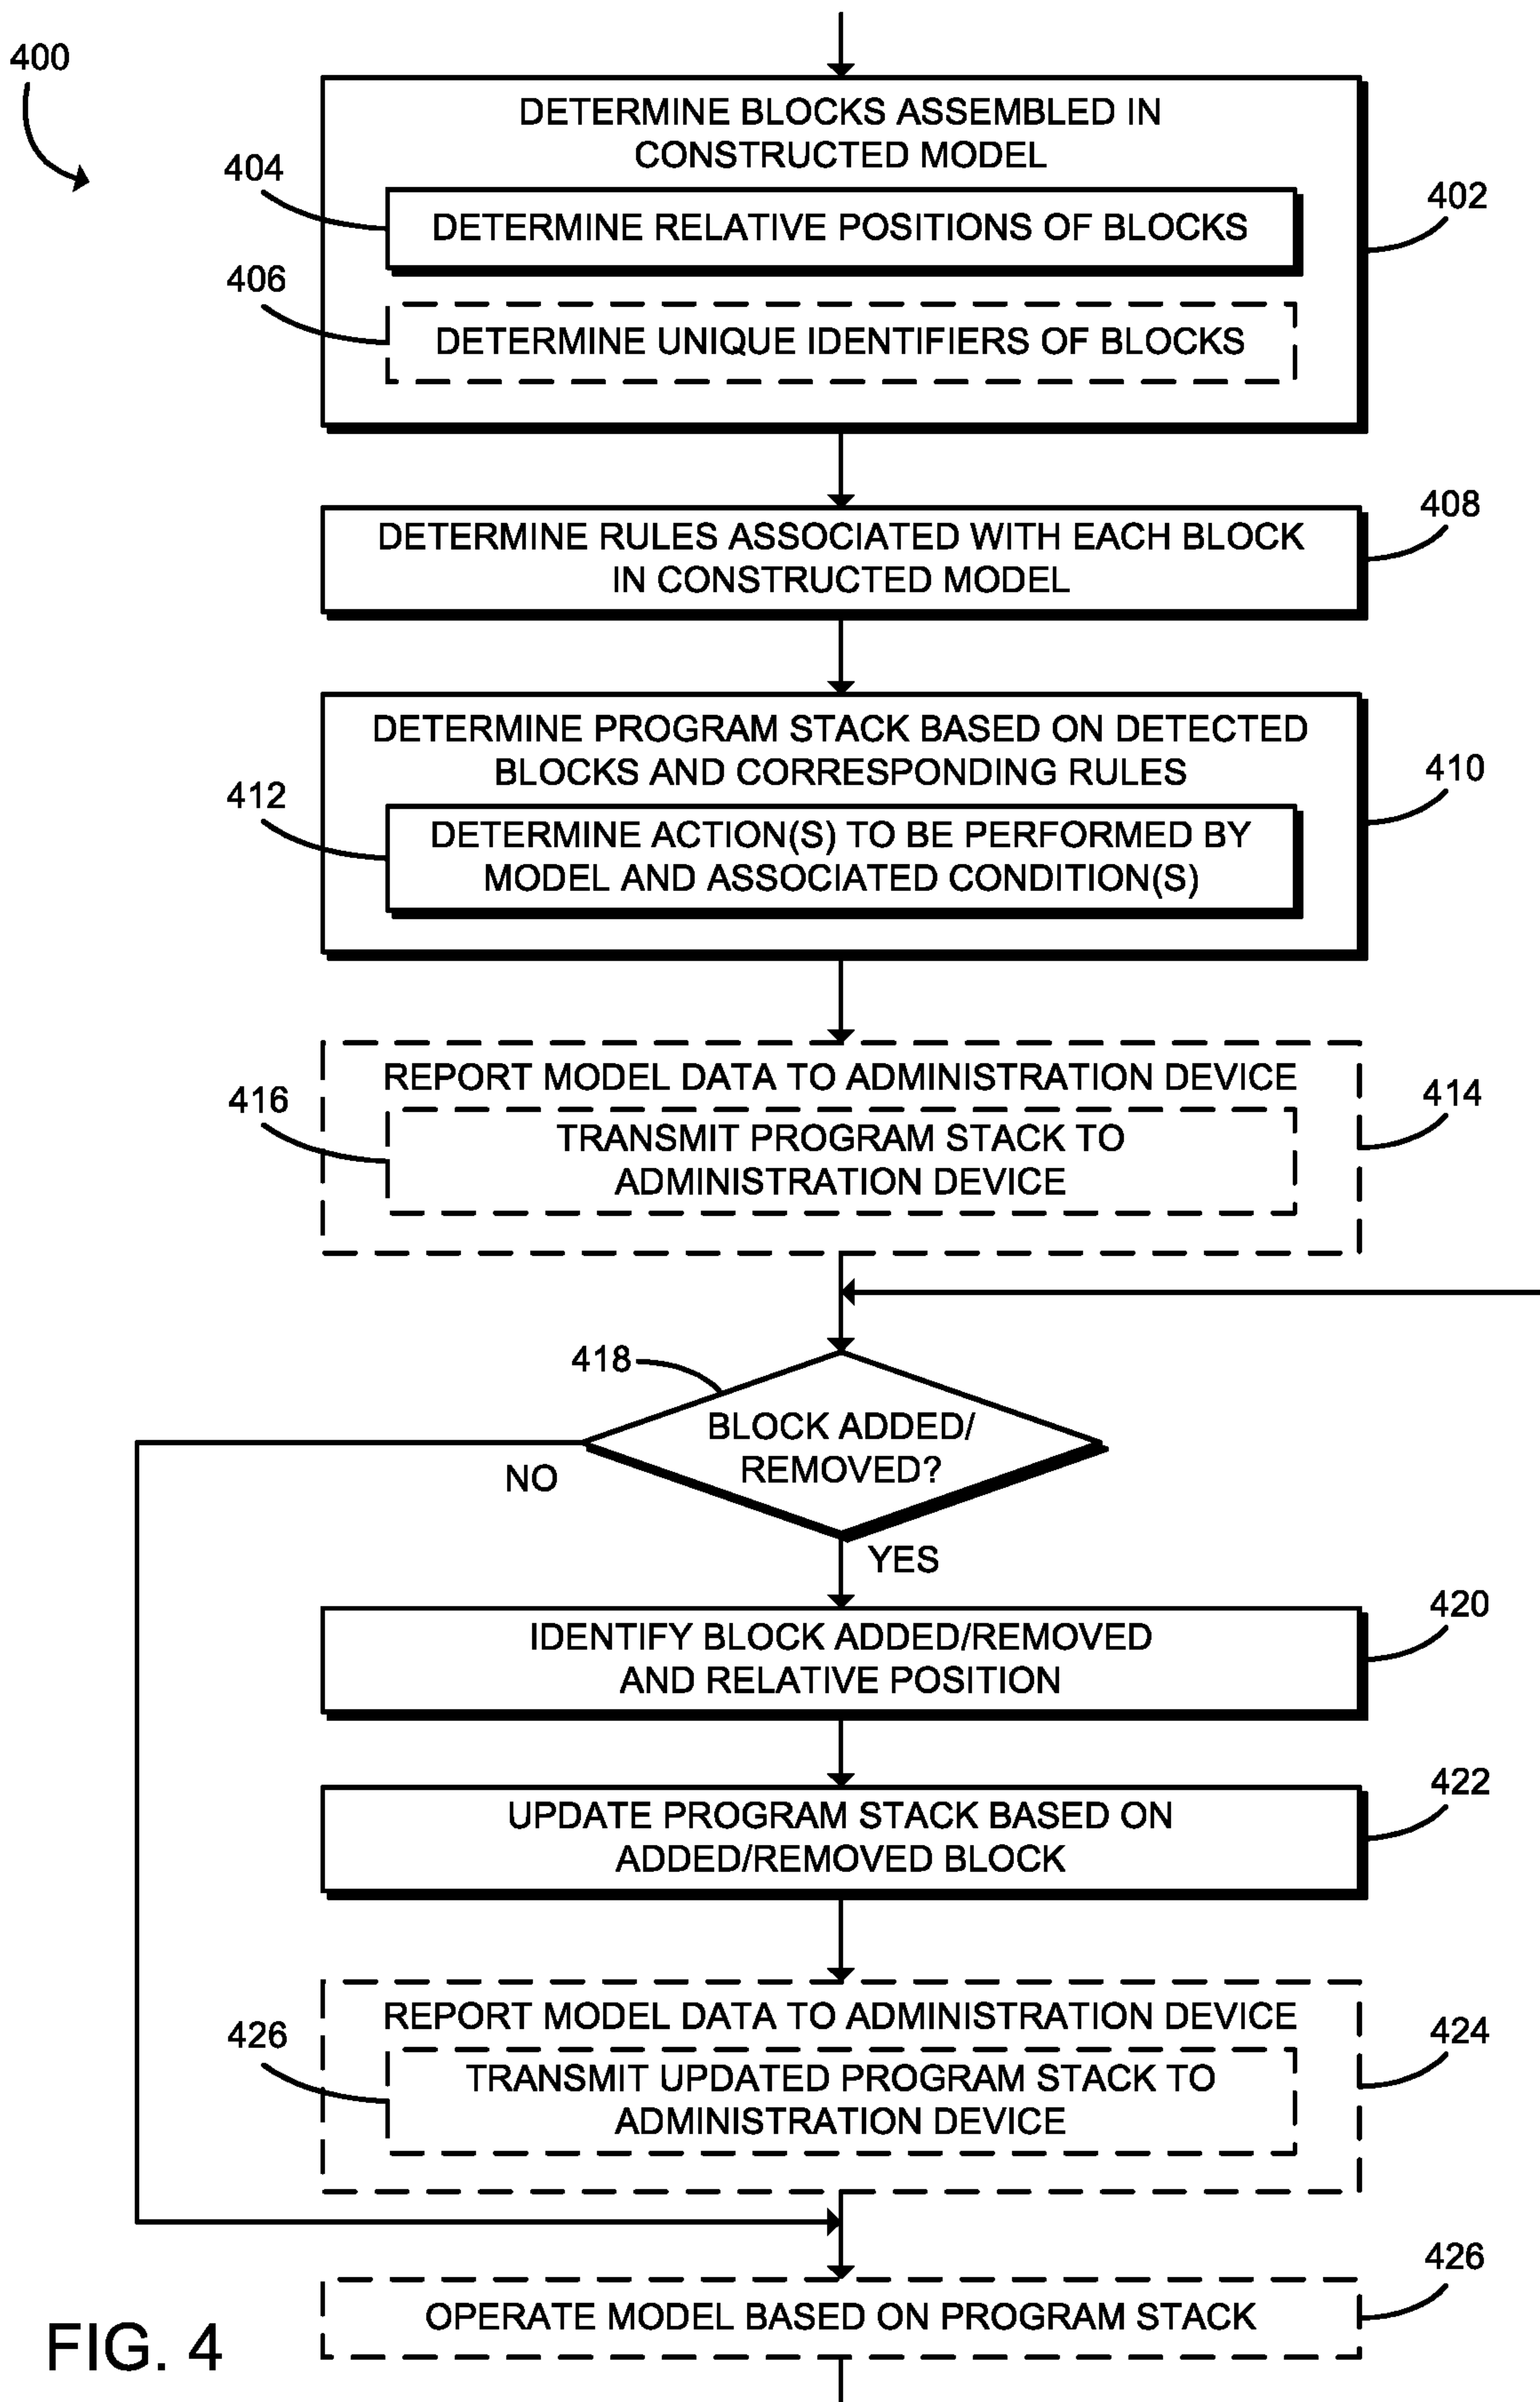 400
DETERMINE BLOCKS ASSEMBLED IN
CONSTRUCTED MODEL
404
DETERMINE RELATIVE POSITIONS OF BLOCKS
402
406
DETERMINE UNIQUE IDENTIFIERS OF BLOCKS
408
DETERMINE RULES ASSOCIATED WITH EACH BLOCK
IN CONSTRUCTED MODEL
DETERMINE PROGRAM STACK BASED ON DETECTED
BLOCKS AND CORRESPONDING RULES
410
412
DETERMINE ACTION(S) TO BE PERFORMED BY
MODEL AND ASSOCIATED CONDITION(S)
REPORT MODEL DATA TO ADMINISTRATION DEVICE
414
416
TRANSMIT PROGRAM STACK TO
ADMINISTRATION DEVICE
418
BLOCK ADDED/
REMOVED?
NO
YES
420
IDENTIFY BLOCK ADDED/REMOVED
AND RELATIVE POSITION
422
UPDATE PROGRAM STACK BASED ON
ADDED/REMOVED BLOCK
REPORT MODEL DATA TO ADMINISTRATION DEVICE
424
426
TRANSMIT UPDATED PROGRAM STACK TO
ADMINISTRATION DEVICE
426
OPERATE MODEL BASED ON PROGRAM STACK
FIG. 4